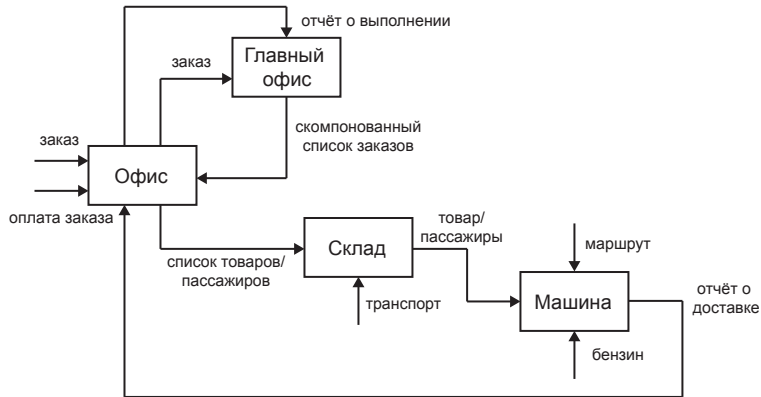 отчёт о выполнении
Главный
офис
заказ
скомпонованный
список заказов
заказ
Офис
оплата заказа
список товаров/
пассажиров
Склад
транспорт
товар/
пассажиры
маршрут
Машина
бензин
отчёт о
доставке